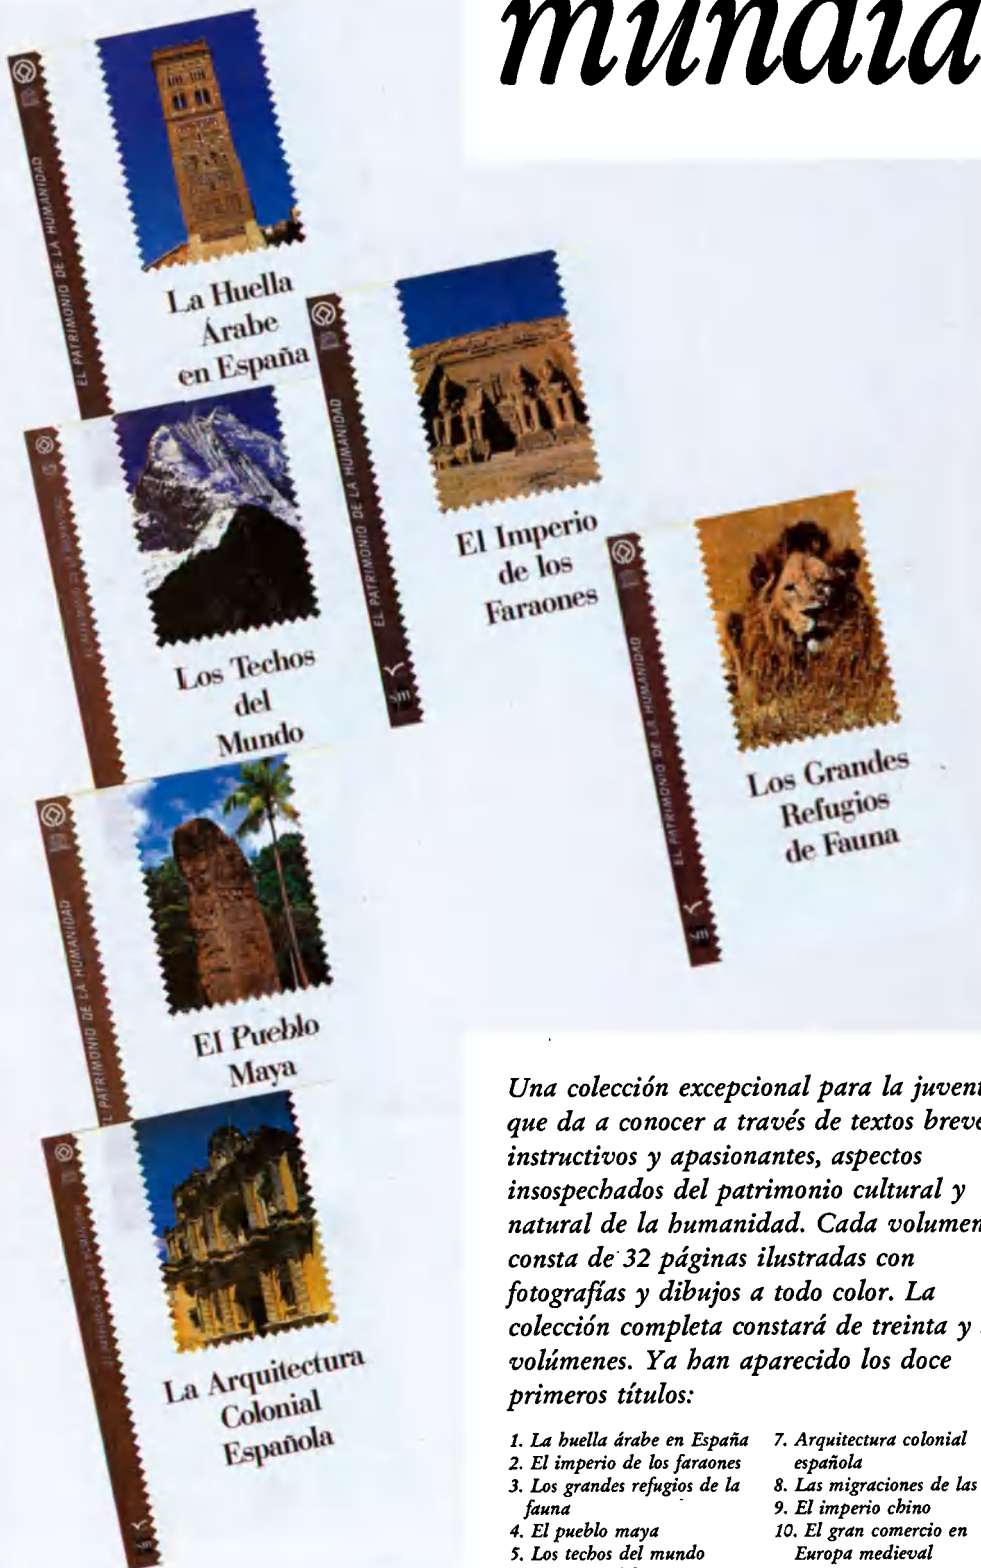 mundia
EL PATRIMONIO DE LA HUMANIDAD
La Huella
Árabe
en España
Los Techos
del
Mundo
EL PATRIMONIO DE LA HUMANIDAD
sm
El Imperio
de los
Faraones
EL PATRIMONIO DE LA HUMANIDAD
sm
Los Grandes
Refugios
de Fauna
EL PATRIMONIO DE LA HUMANIDAD
El Pueblo
Maya
sm
La Arquitectura
Colonial
Española
Una colección excepcional para la juvent
que da a conocer a través de textos breve
instructivos y apasionantes, aspectos
insospechados del patrimonio cultural y
natural de la humanidad. Cada volumen
consta de 32 páginas ilustradas con
fotografías y dibujos a todo color. La
colección completa constará de treinta y
volúmenes. Ya han aparecido los doce
primeros títulos:
1. La huella árabe en España
2. El imperio de los faraones
3. Los grandes refugios de la
fauna
4. El pueblo maya
5. Los techos del mundo
7. Arquitectura colonial
española
8. Las migraciones de las
9. El imperio chino
10. El gran comercio en
Europa medieval